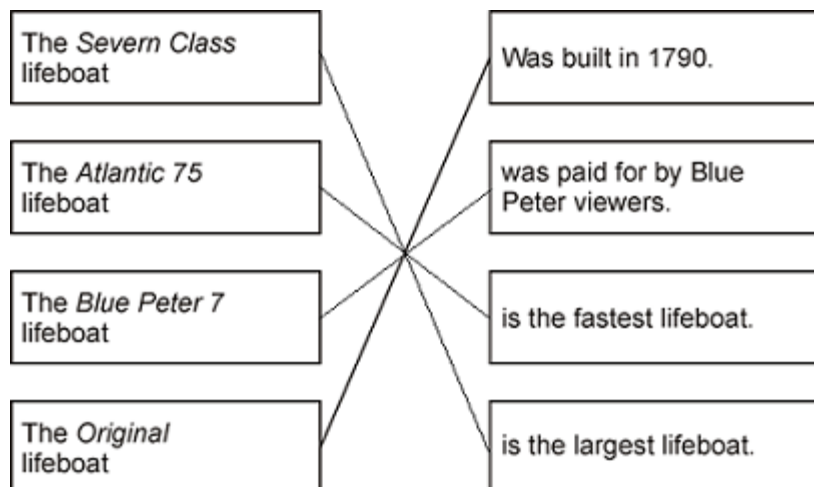 The Severn Class
lifeboat
Was built in 1790.
The Atlantic 75
lifeboat
was paid for by Blue
Peter viewers.
The Blue Peter 7
lifeboat
is the fastest lifeboat.
The Original
lifeboat
is the largest lifeboat.